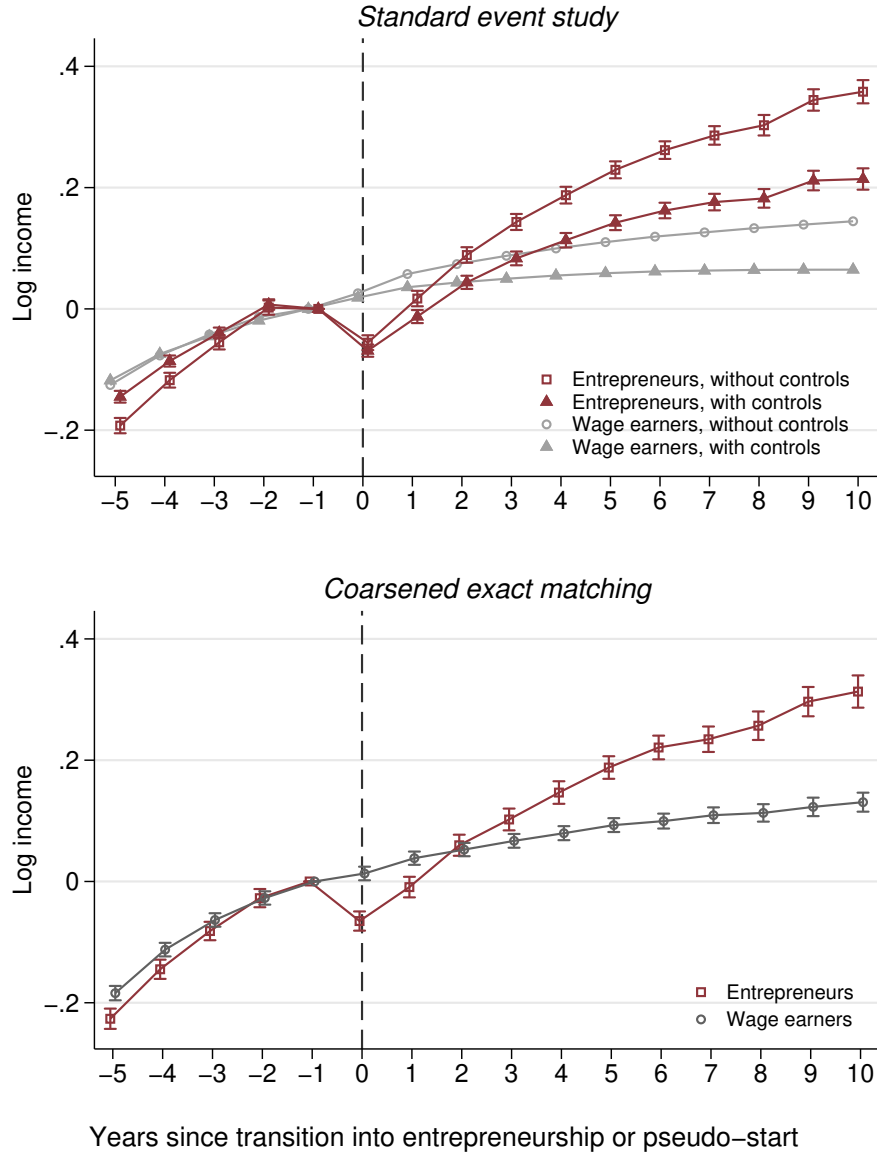 Standard event study
.4
.2
0
−.2
Log income
Entrepreneurs, without controls
Entrepreneurs, with controls
Wage earners, without controls
Wage earners, with controls
−5 −4 −3 −2 −1 0 1 2 3 4 5 6 7 8 9 10
Coarsened exact matching
.4
.2
0
−.2
Log income
Entrepreneurs
Wage earners
−5 −4 −3 −2 −1 0 1 2 3 4 5 6 7 8 9 10
Years since transition into entrepreneurship or pseudo−start